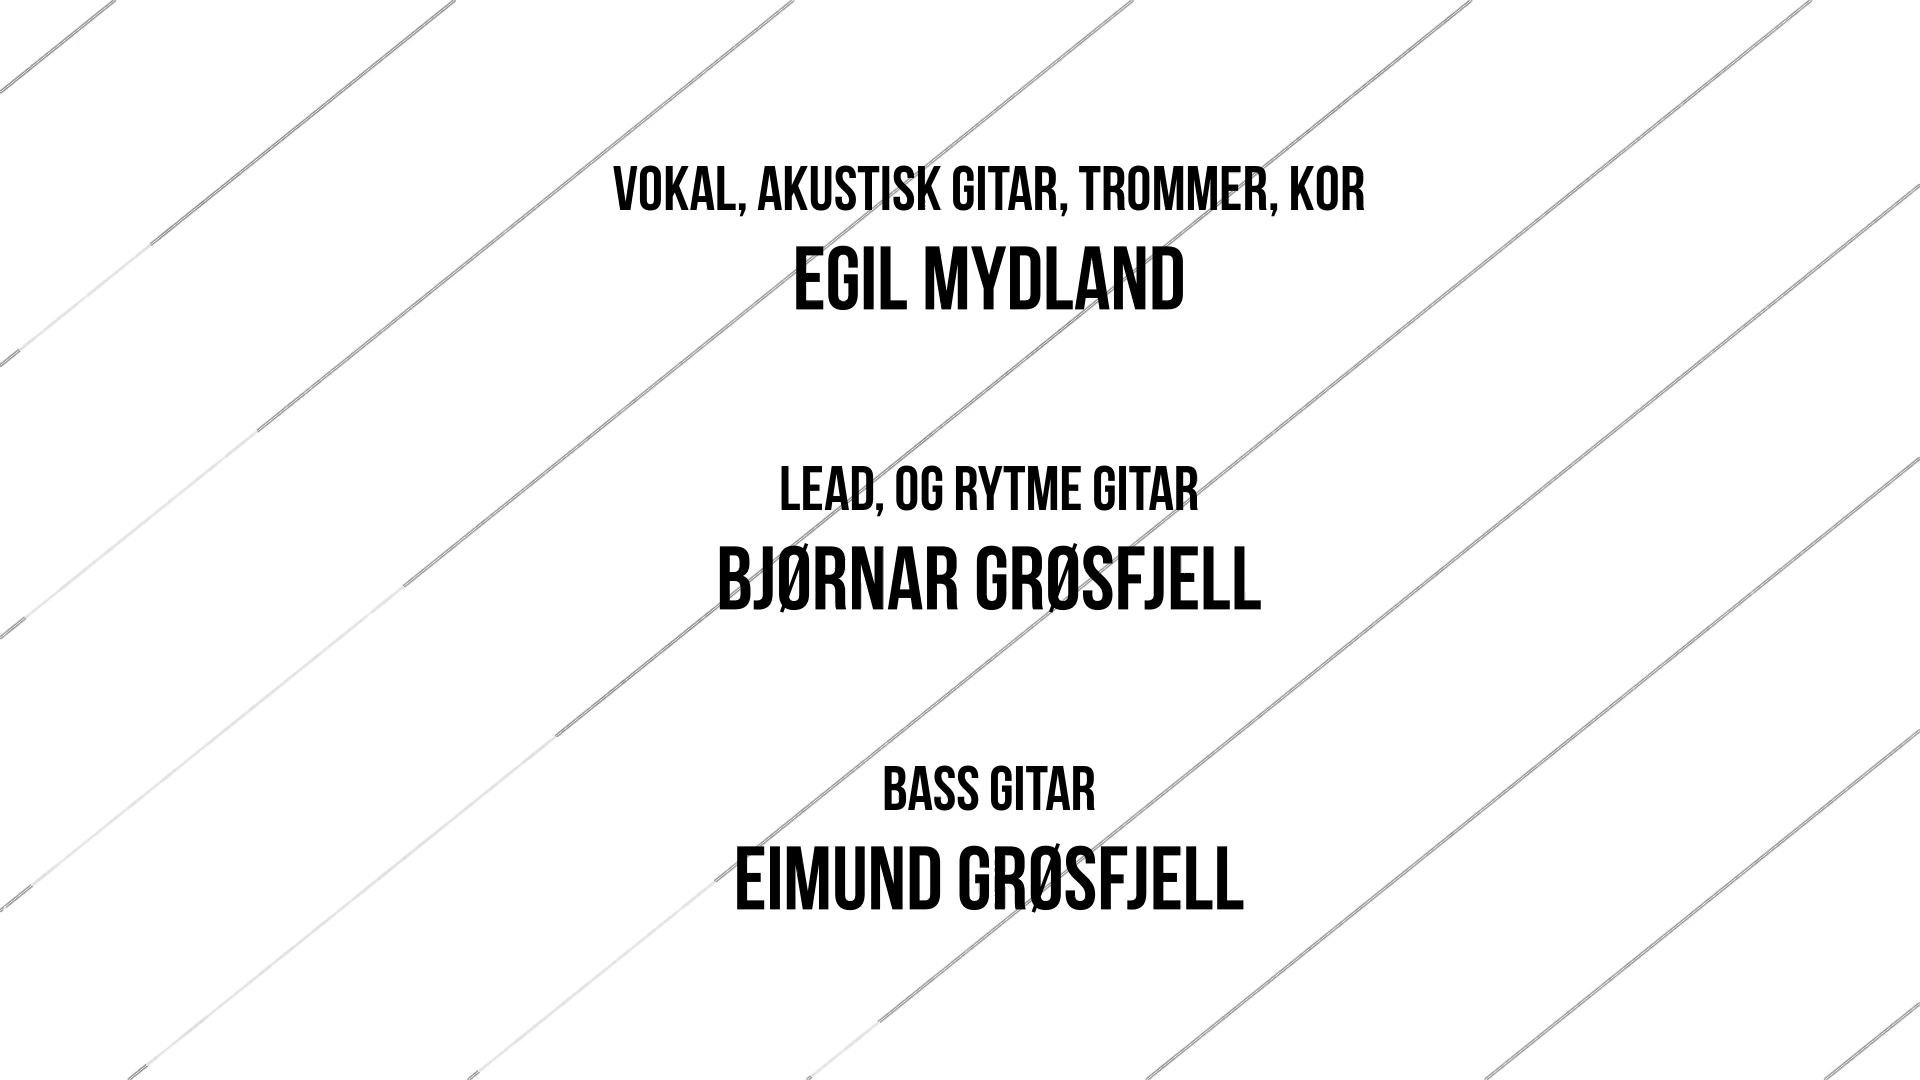 VOKAL, AKUSTISK GITAR, TROMMER, KOR
EGIL MYDLAND
LEAD, OG RYTME GITAR
BJØRNAR GRØSFJELL
BASS GITAR
EIMUND GRØSFJELL